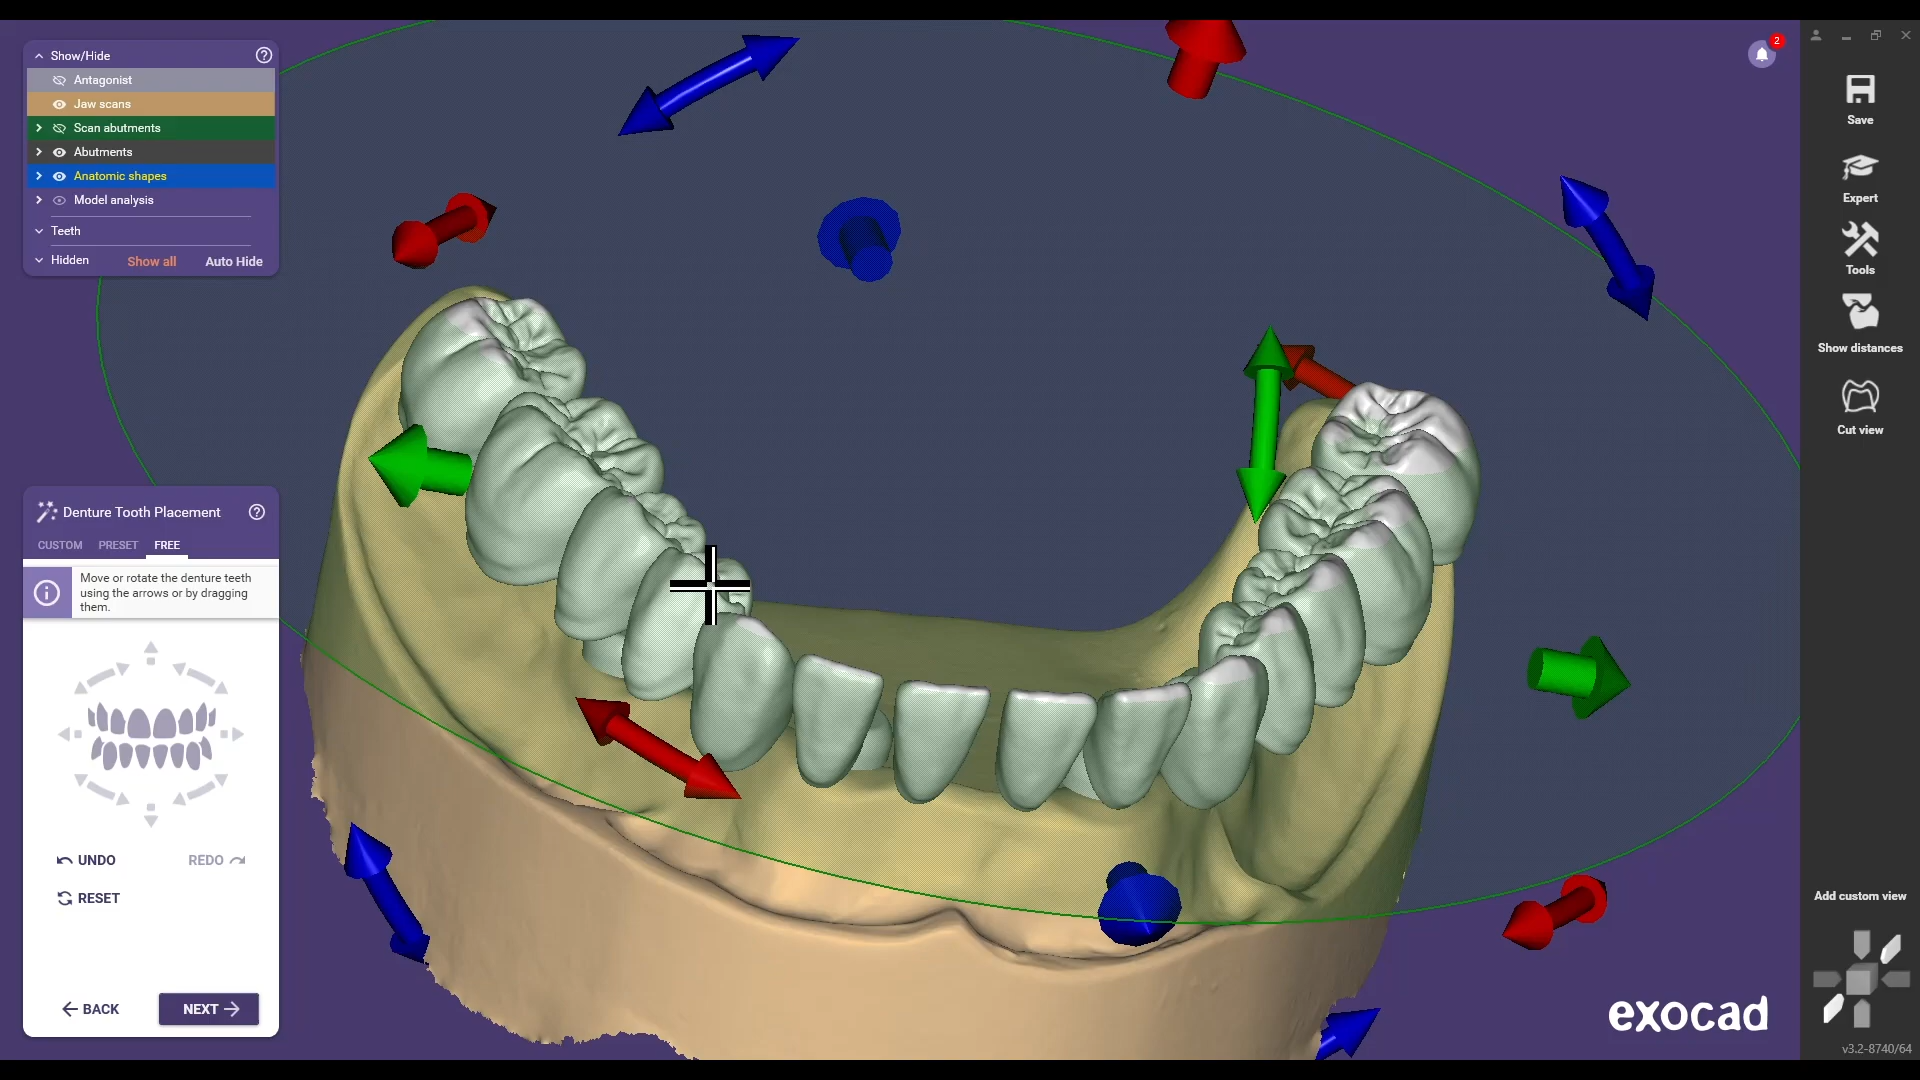 Show/Hide
Antagonist
Jaw scans
Scan abutments
Abutments
Anatomic shapes
Model analysis
Teeth
Hidden Show all Auto Hide
Denture Tooth Placement
CUSTOM PRESET FREE
Move or rotate the denture teeth
using the arrows or by dragging
them.
UNDO REDO
RESET
BACK NEXT
2
Save
Expert
Tools
Show distances
Cut view
Add custom view
exocad
v3.2-8740/64